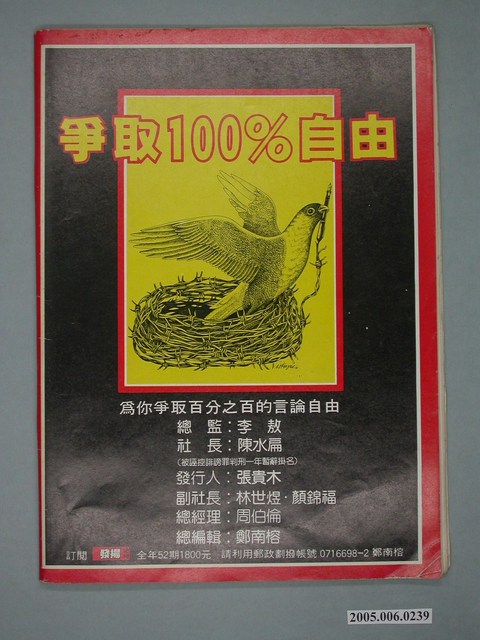 爭取100%自由
為你爭取百分之百的言論自由
總 監：李 敖
社 長：陳水扁
（被誣控誹謗罪判刑一年暫辭掛名）
發行人：張貴木
副社長：林世煜·顏錦福
總經理：周伯倫
總編輯：鄭南榕
訂閱 發揚 全年52期1800元 請利用郵政劃撥帳號 0716698-2 鄭南榕
2005.006.0239